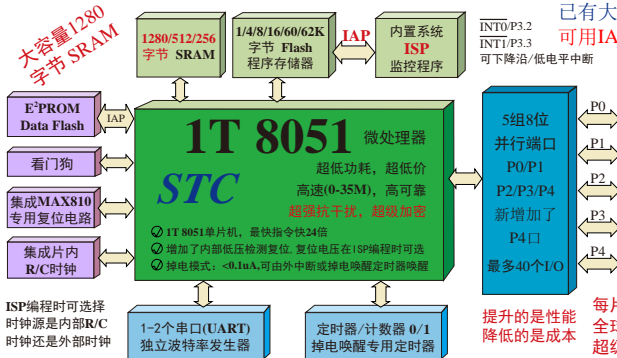 大容量1280
字节 SRAM
1280/512/256
字节 SRAM
1/4/8/16/60/62K
字节 Flash
程序存储器
IAP
内置系统
ISP
监控程序
INT0/P3.2
INT1/P3.3
可下降沿/低电平中断
已有大
可用IA
E²PROM
Data Flash
IAP
看门狗
集成MAX810
专用复位电路
集成片内
R/C时钟
1T 8051 微处理器
STC
超低功耗，超低价
高速(0-35M)，高可靠
超强抗干扰，超级加密
1T 8051单片机，最快指令快24倍
增加了内部低压检测复位,复位电压在ISP编程时可选
掉电模式：<0.1uA,可由外中断或掉电唤醒定时器唤醒
5组8位
并行端口
P0/P1
P2/P3/P4
新增加了
P4口
最多40个I/O
P0
P1
P2
P3
P4
ISP编程时可选择
时钟源是内部R/C
时钟还是外部时钟
1-2个串口(UART)
独立波特率发生器
定时器/计数器 0/1
掉电唤醒专用定时器
提升的是性能
降低的是成本
每片
全球
超级